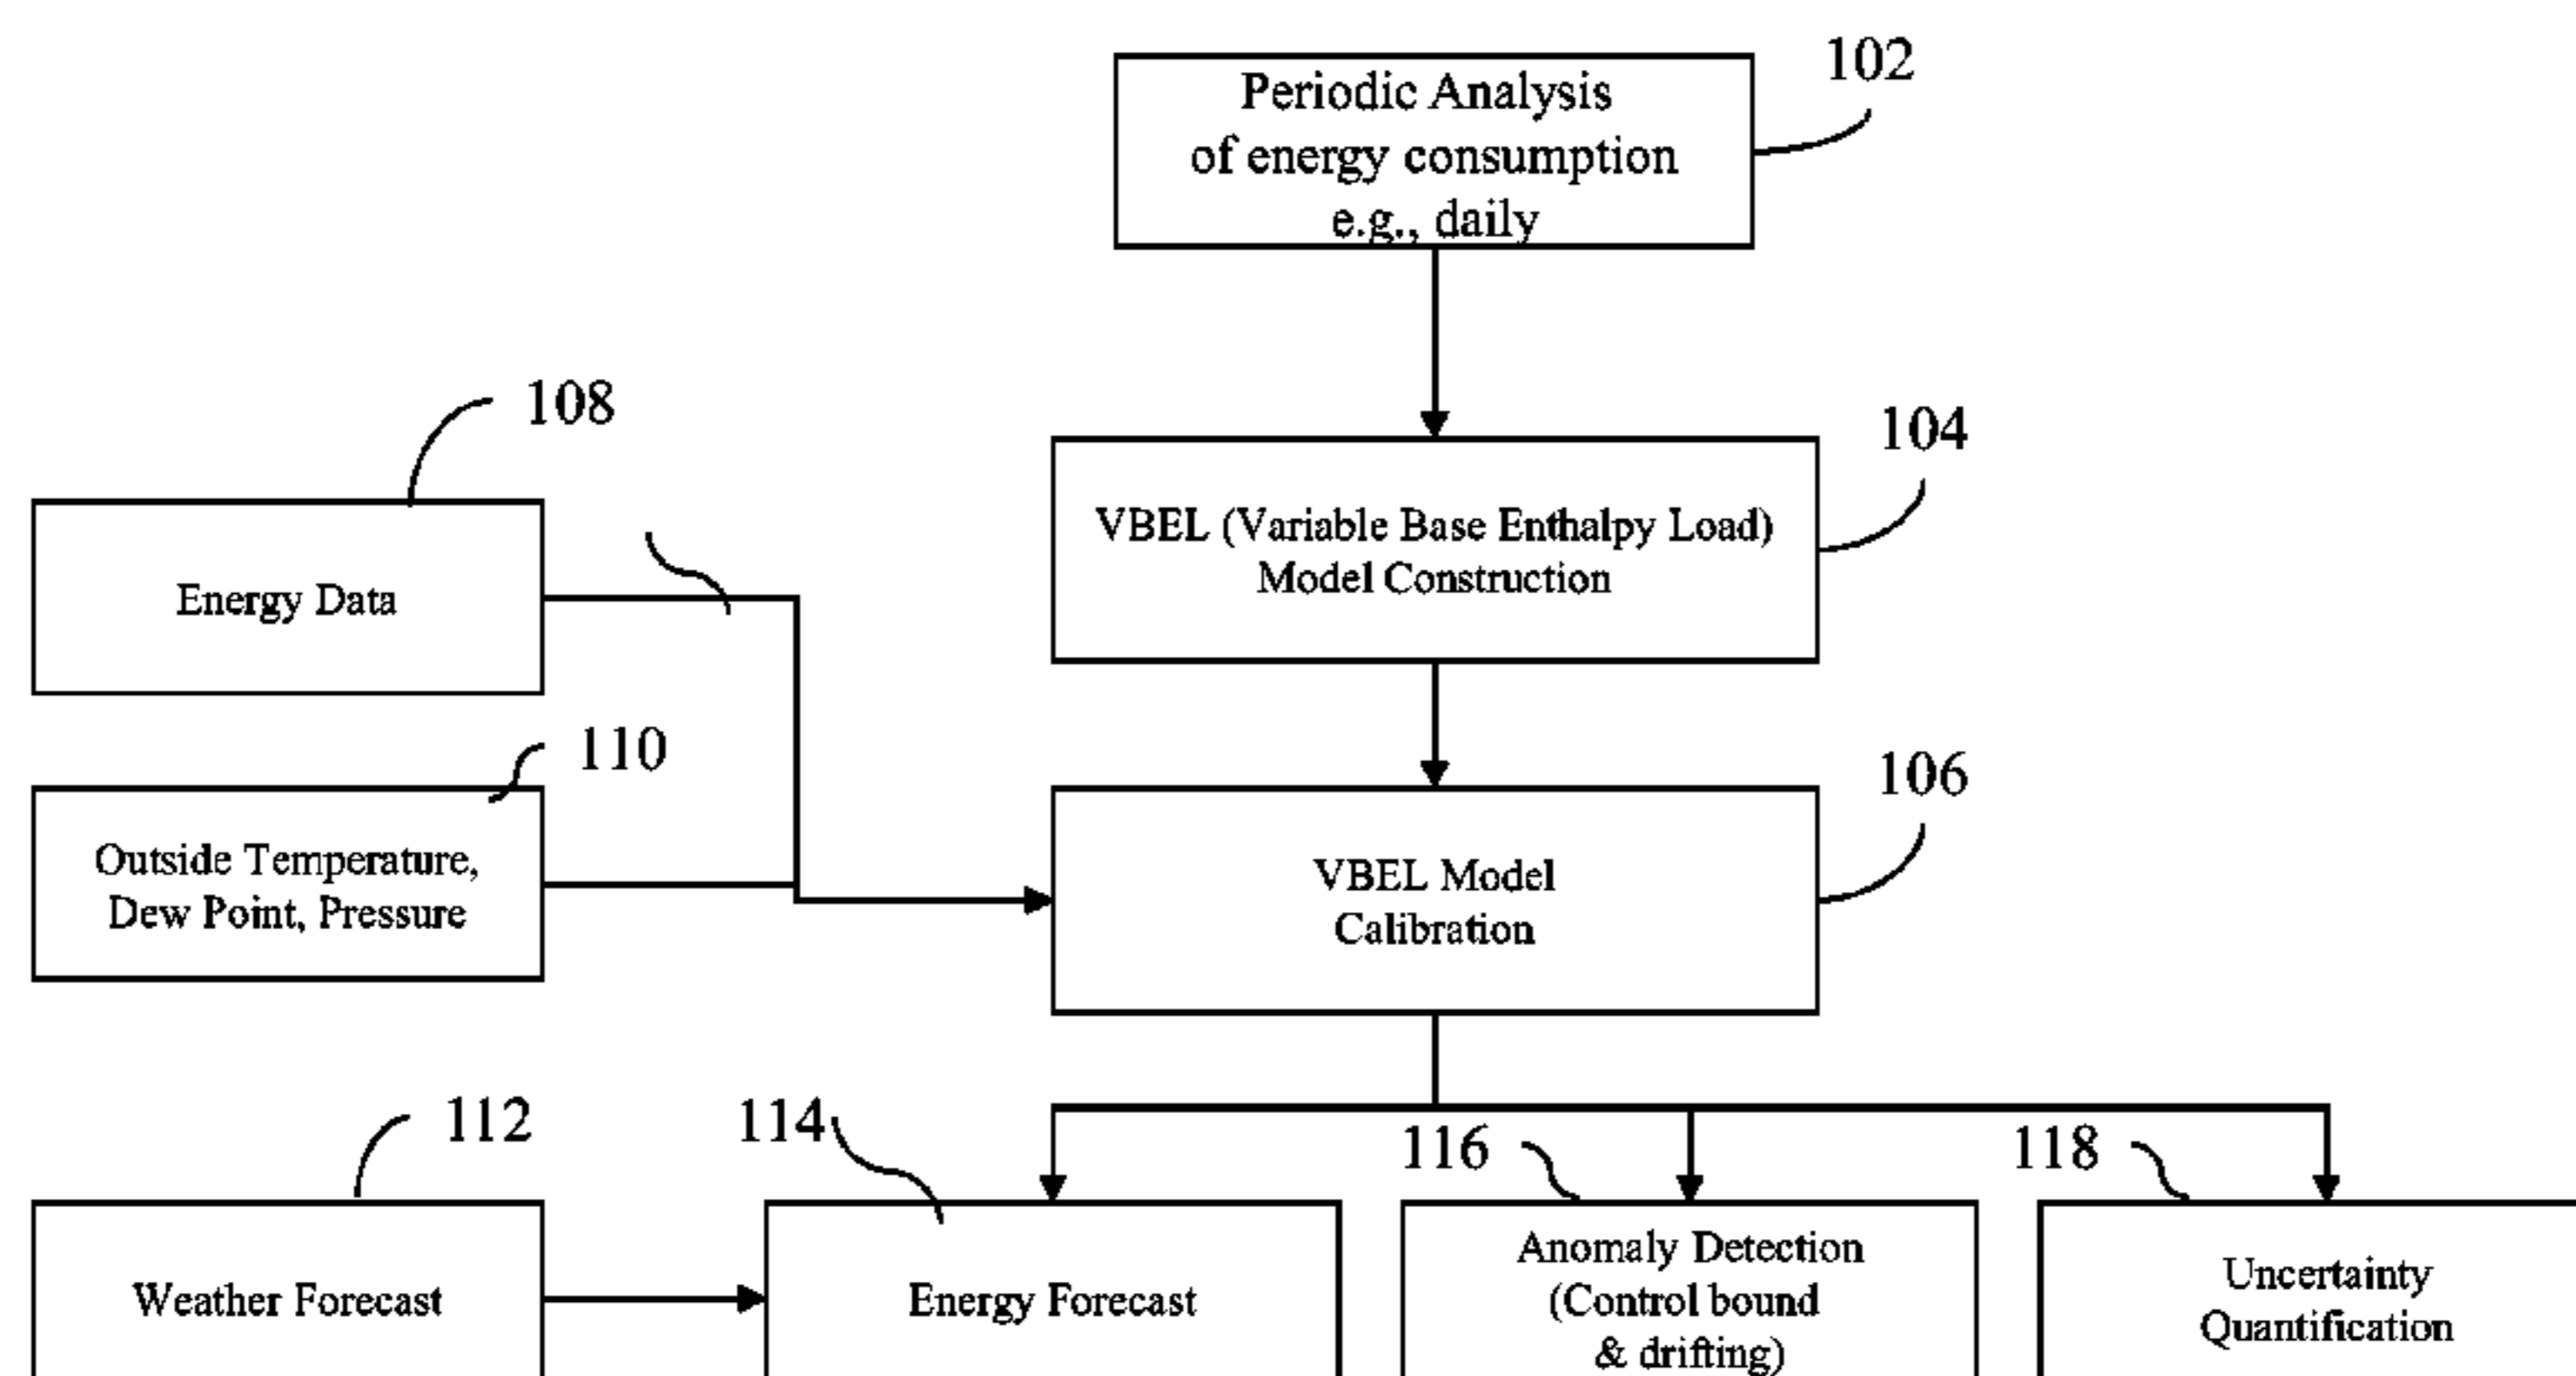 102
Periodic Analysis
of energy consumption
e.g., daily
108
104
VBEL (Variable Base Enthalpy Load)
Model Construction
Energy Data
110
106
Outside Temperature,
Dew Point, Pressure
VBEL Model
Calibration
112
114
116
118
Weather Forecast
Energy Forecast
Anomaly Detection
(Control bound
& drifting)
Uncertainty
Quantification